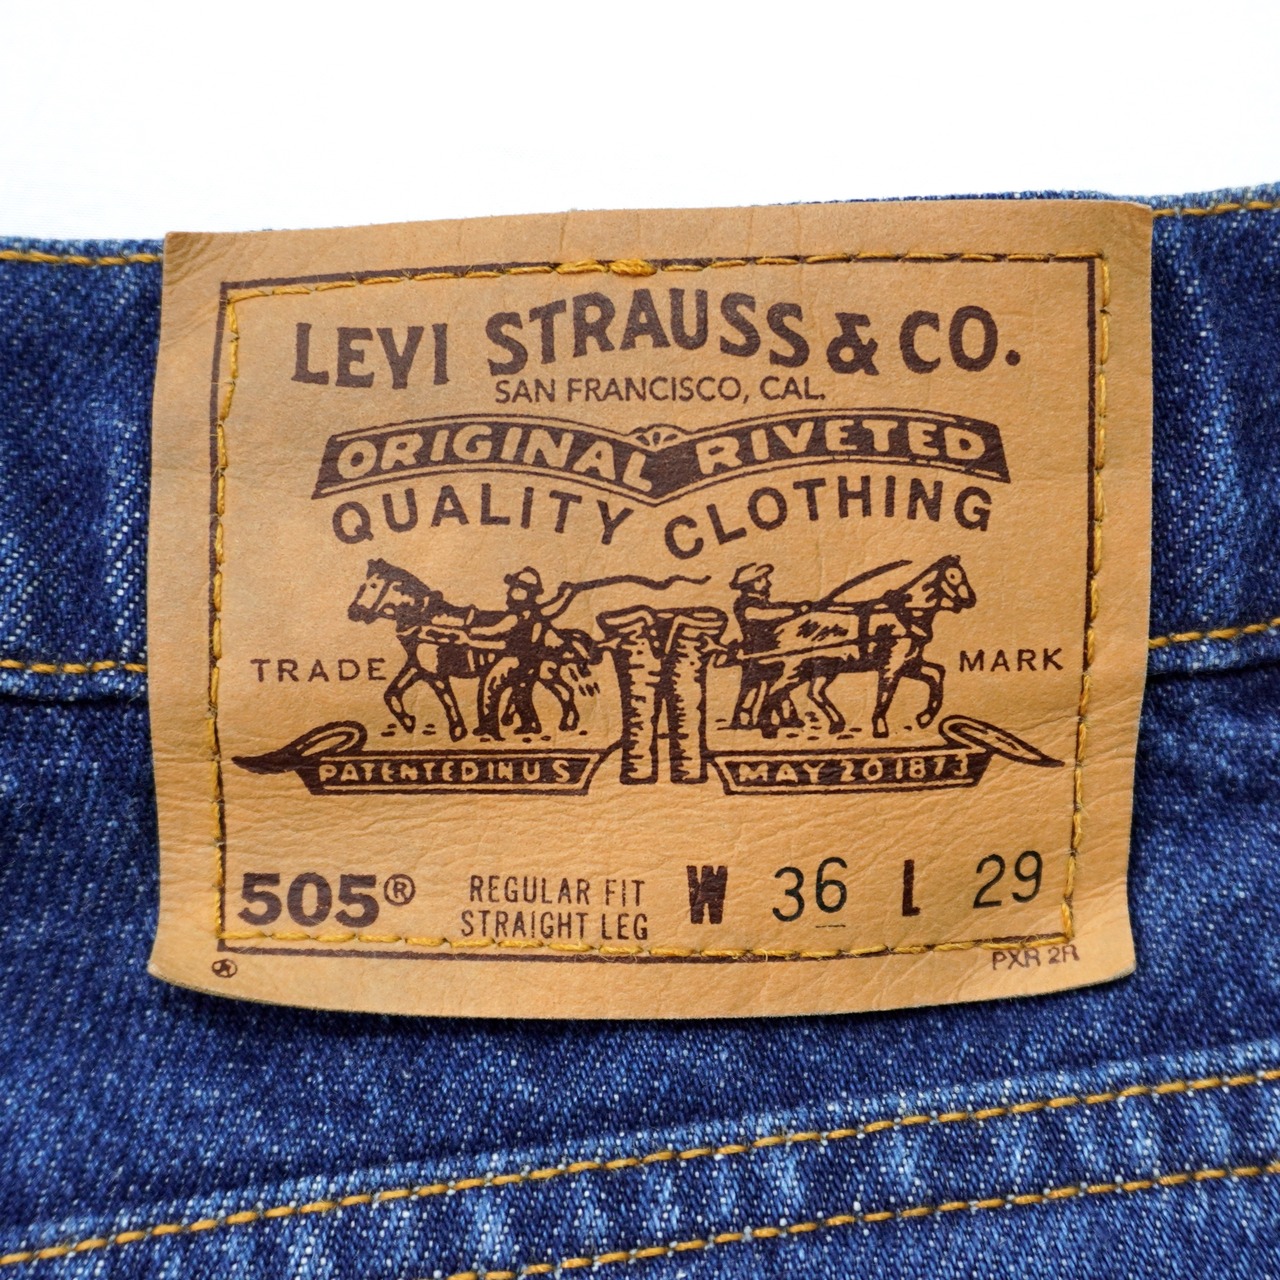 LEVI STRAUSS & CO.
SAN FRANCISCO, CAL.
ORIGINAL RIVETED
QUALITY CLOTHING
TRADE MARK
PATENTED IN U S MAY 20 1873
505® REGULAR FIT W 36 L 29
STRAIGHT LEG
PXR 2R